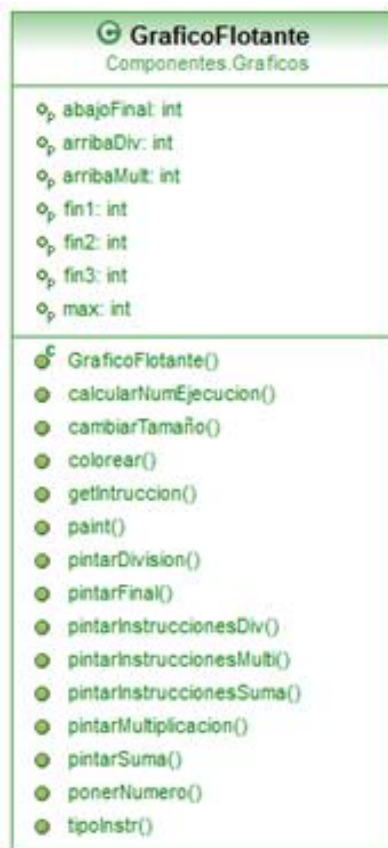 GraficoFlotante
Componentes.Graficos
abajoFinal: int
arribaDiv: int
arribaMult: int
fin1: int
fin2: int
fin3: int
max: int
GraficoFlotante()
calcularNumEjecucion()
cambiarTamaño()
colorear()
getIntruccion()
paint()
pintarDivision()
pintarFinal()
pintarInstruccionesDiv()
pintarInstruccionesMulti()
pintarInstruccionesSuma()
pintarMultiplicacion()
pintarSuma()
ponerNumero()
tipoInstr()